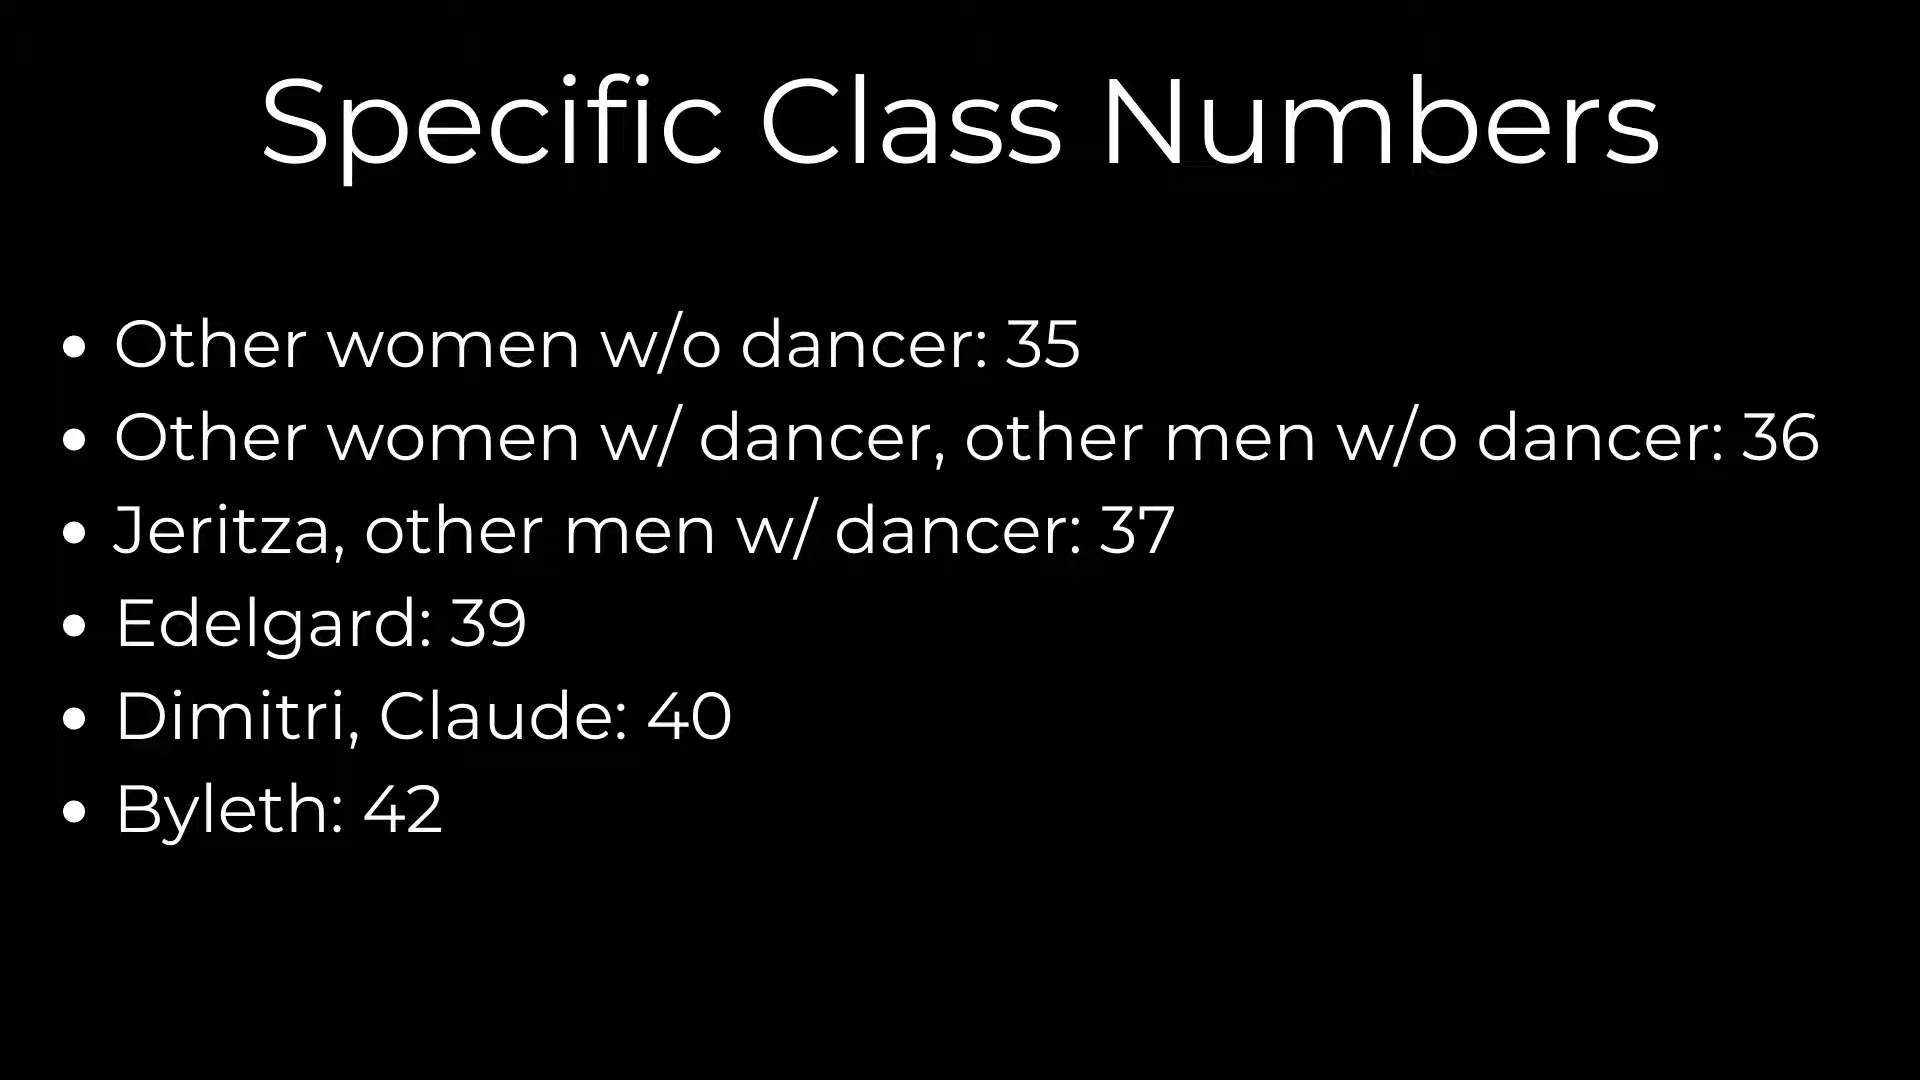 Specific Class Numbers
• Other women w/o dancer: 35
• Other women w/ dancer, other men w/o dancer: 36
• Jeritza, other men w/ dancer: 37
• Edelgard: 39
• Dimitri, Claude: 40
• Byleth: 42